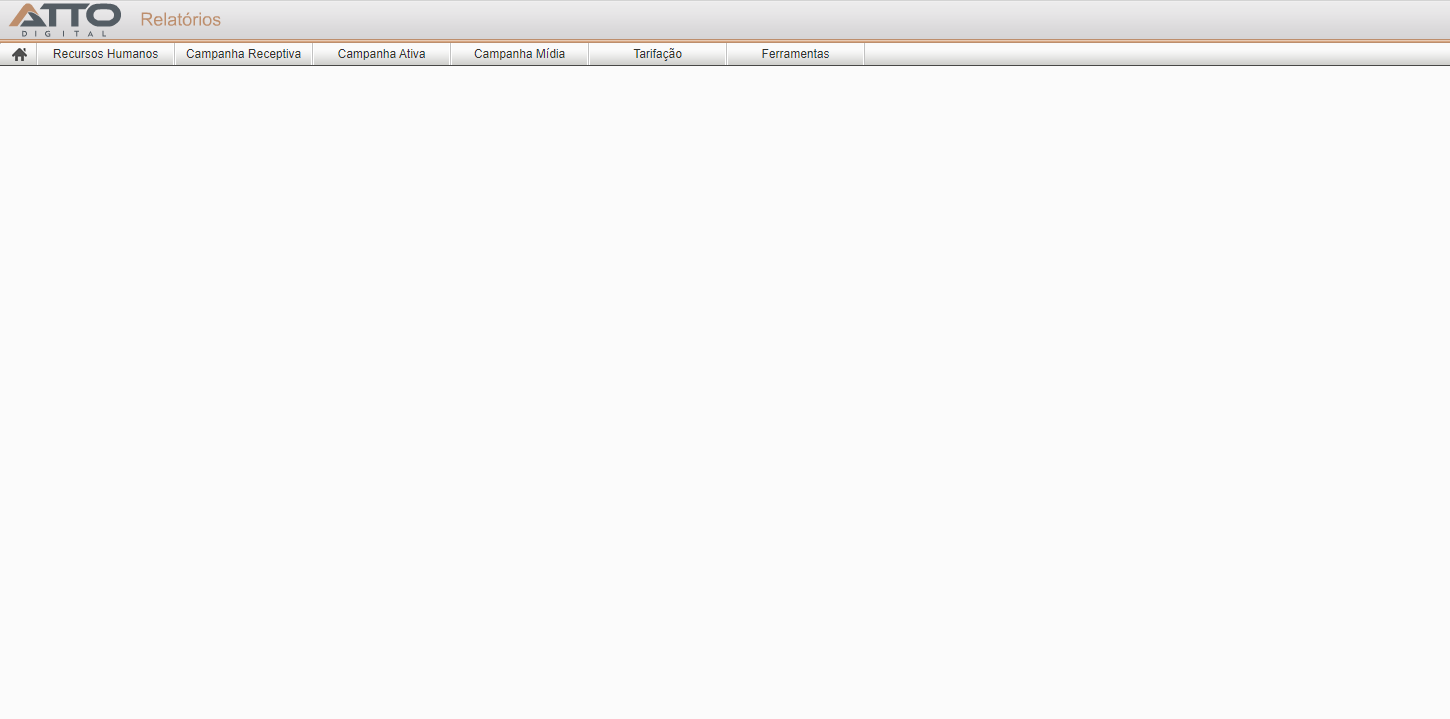 ATTO
DIGITAL
Relatórios
Recursos Humanos
Campanha Receptiva
Campanha Ativa
Campanha Mídia
Tarifação
Ferramentas